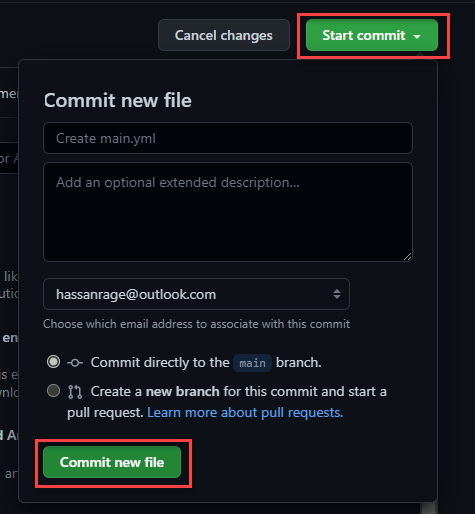 Cancel changes
Start commit
Commit new file
Create main.yml
Add an optional extended description...
hassanrage@outlook.com
Choose which email address to associate with this commit
Commit directly to the main branch.
Create a new branch for this commit and start a
pull request. Learn more about pull requests.
Commit new file